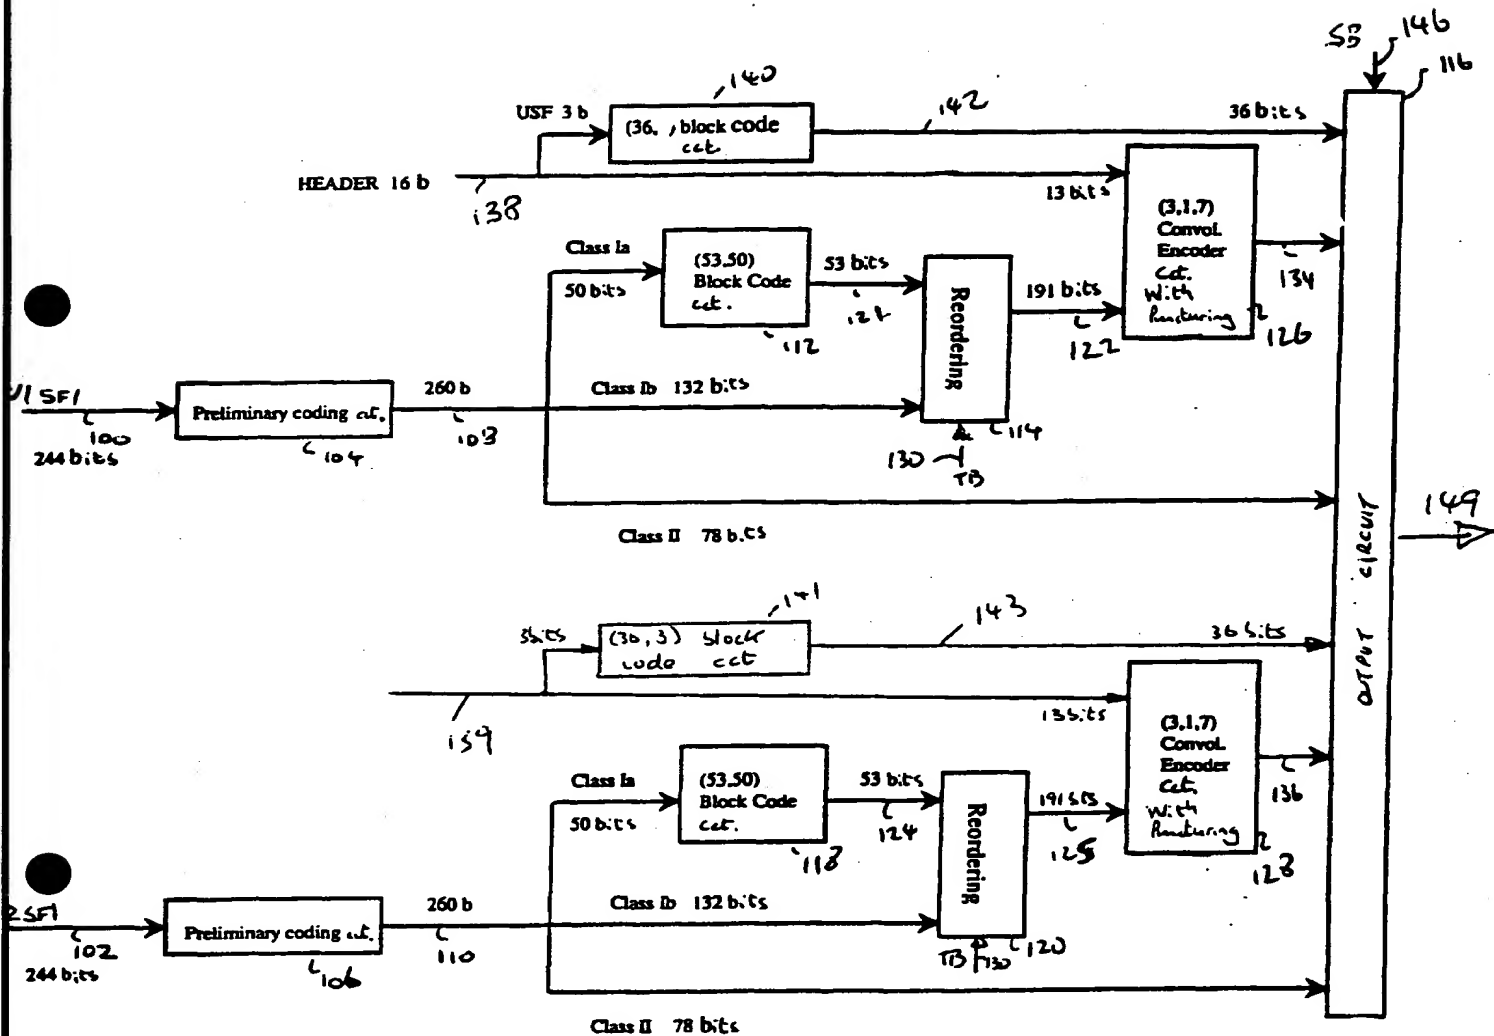 SB
146
116
140
USF 3 b
(36. , block code
cct.
142
36 bits
HEADER 16 b
138
13 bits
(3,1,7)
Convol.
Encoder
cct.
With
Puncturing
134
126
Class Ia
50 bits
(53,50)
Block Code
cct.
112
53 bits
121
Reordering
191 bits
122
SF1
100
244 bits
Preliminary coding cct.
104
260 b
103
Class Ib 132 bits
114
130
TB
Class II 78 bits
OUTPUT CIRCUIT
149
141
3bits
(36,3) block
code cct
143
36 bits
139
13bits
(3,1,7)
Convol.
Encoder
cct.
With
Puncturing
136
128
Class Ia
50 bits
(53,50)
Block Code
cct.
118
53 bits
124
Reordering
191 bits
125
2SF1
102
244 bits
Preliminary coding cct.
106
260 b
110
Class Ib 132 bits
120
TB
130
Class II 78 bits